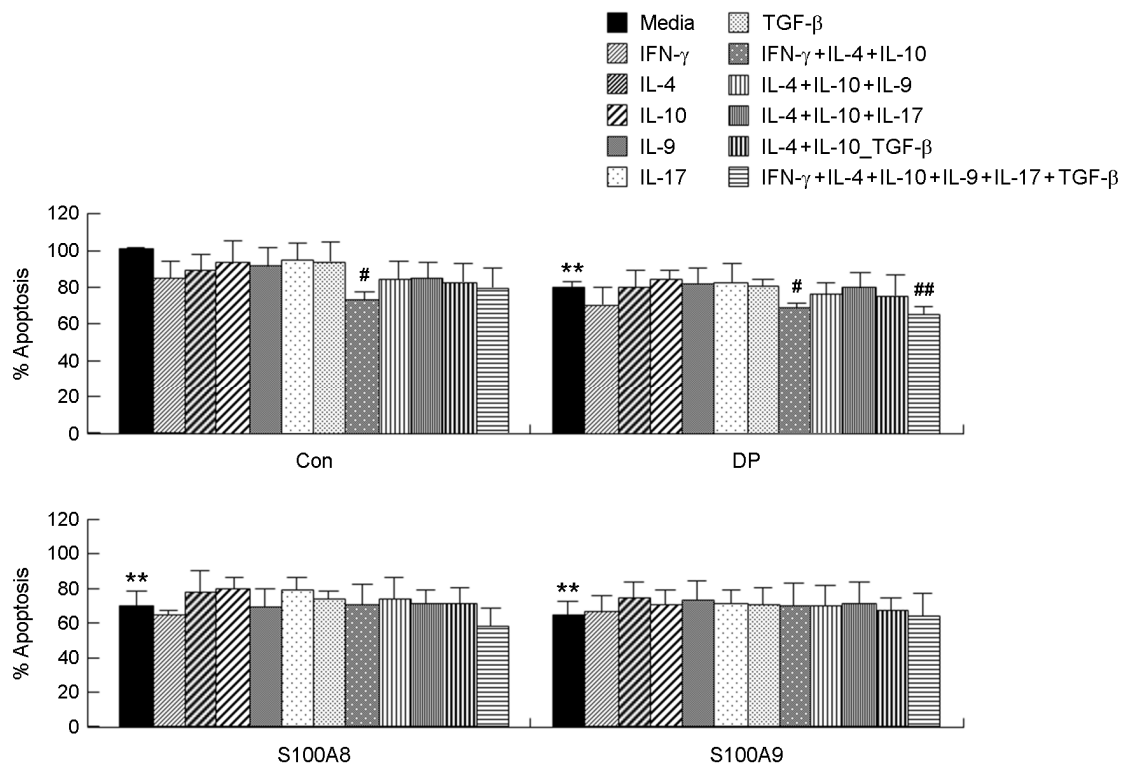 Media
IFN-γ
IL-4
IL-10
IL-9
IL-17
TGF-β
IFN-γ+IL-4+IL-10
IL-4+IL-10+IL-9
IL-4+IL-10+IL-17
IL-4+IL-10_TGF-β
IFN-γ+IL-4+IL-10+IL-9+IL-17+TGF-β
% Apoptosis
120
100
80
60
40
20
0
#
**
#
##
Con
DP
% Apoptosis
120
100
80
60
40
20
0
**
**
S100A8
S100A9